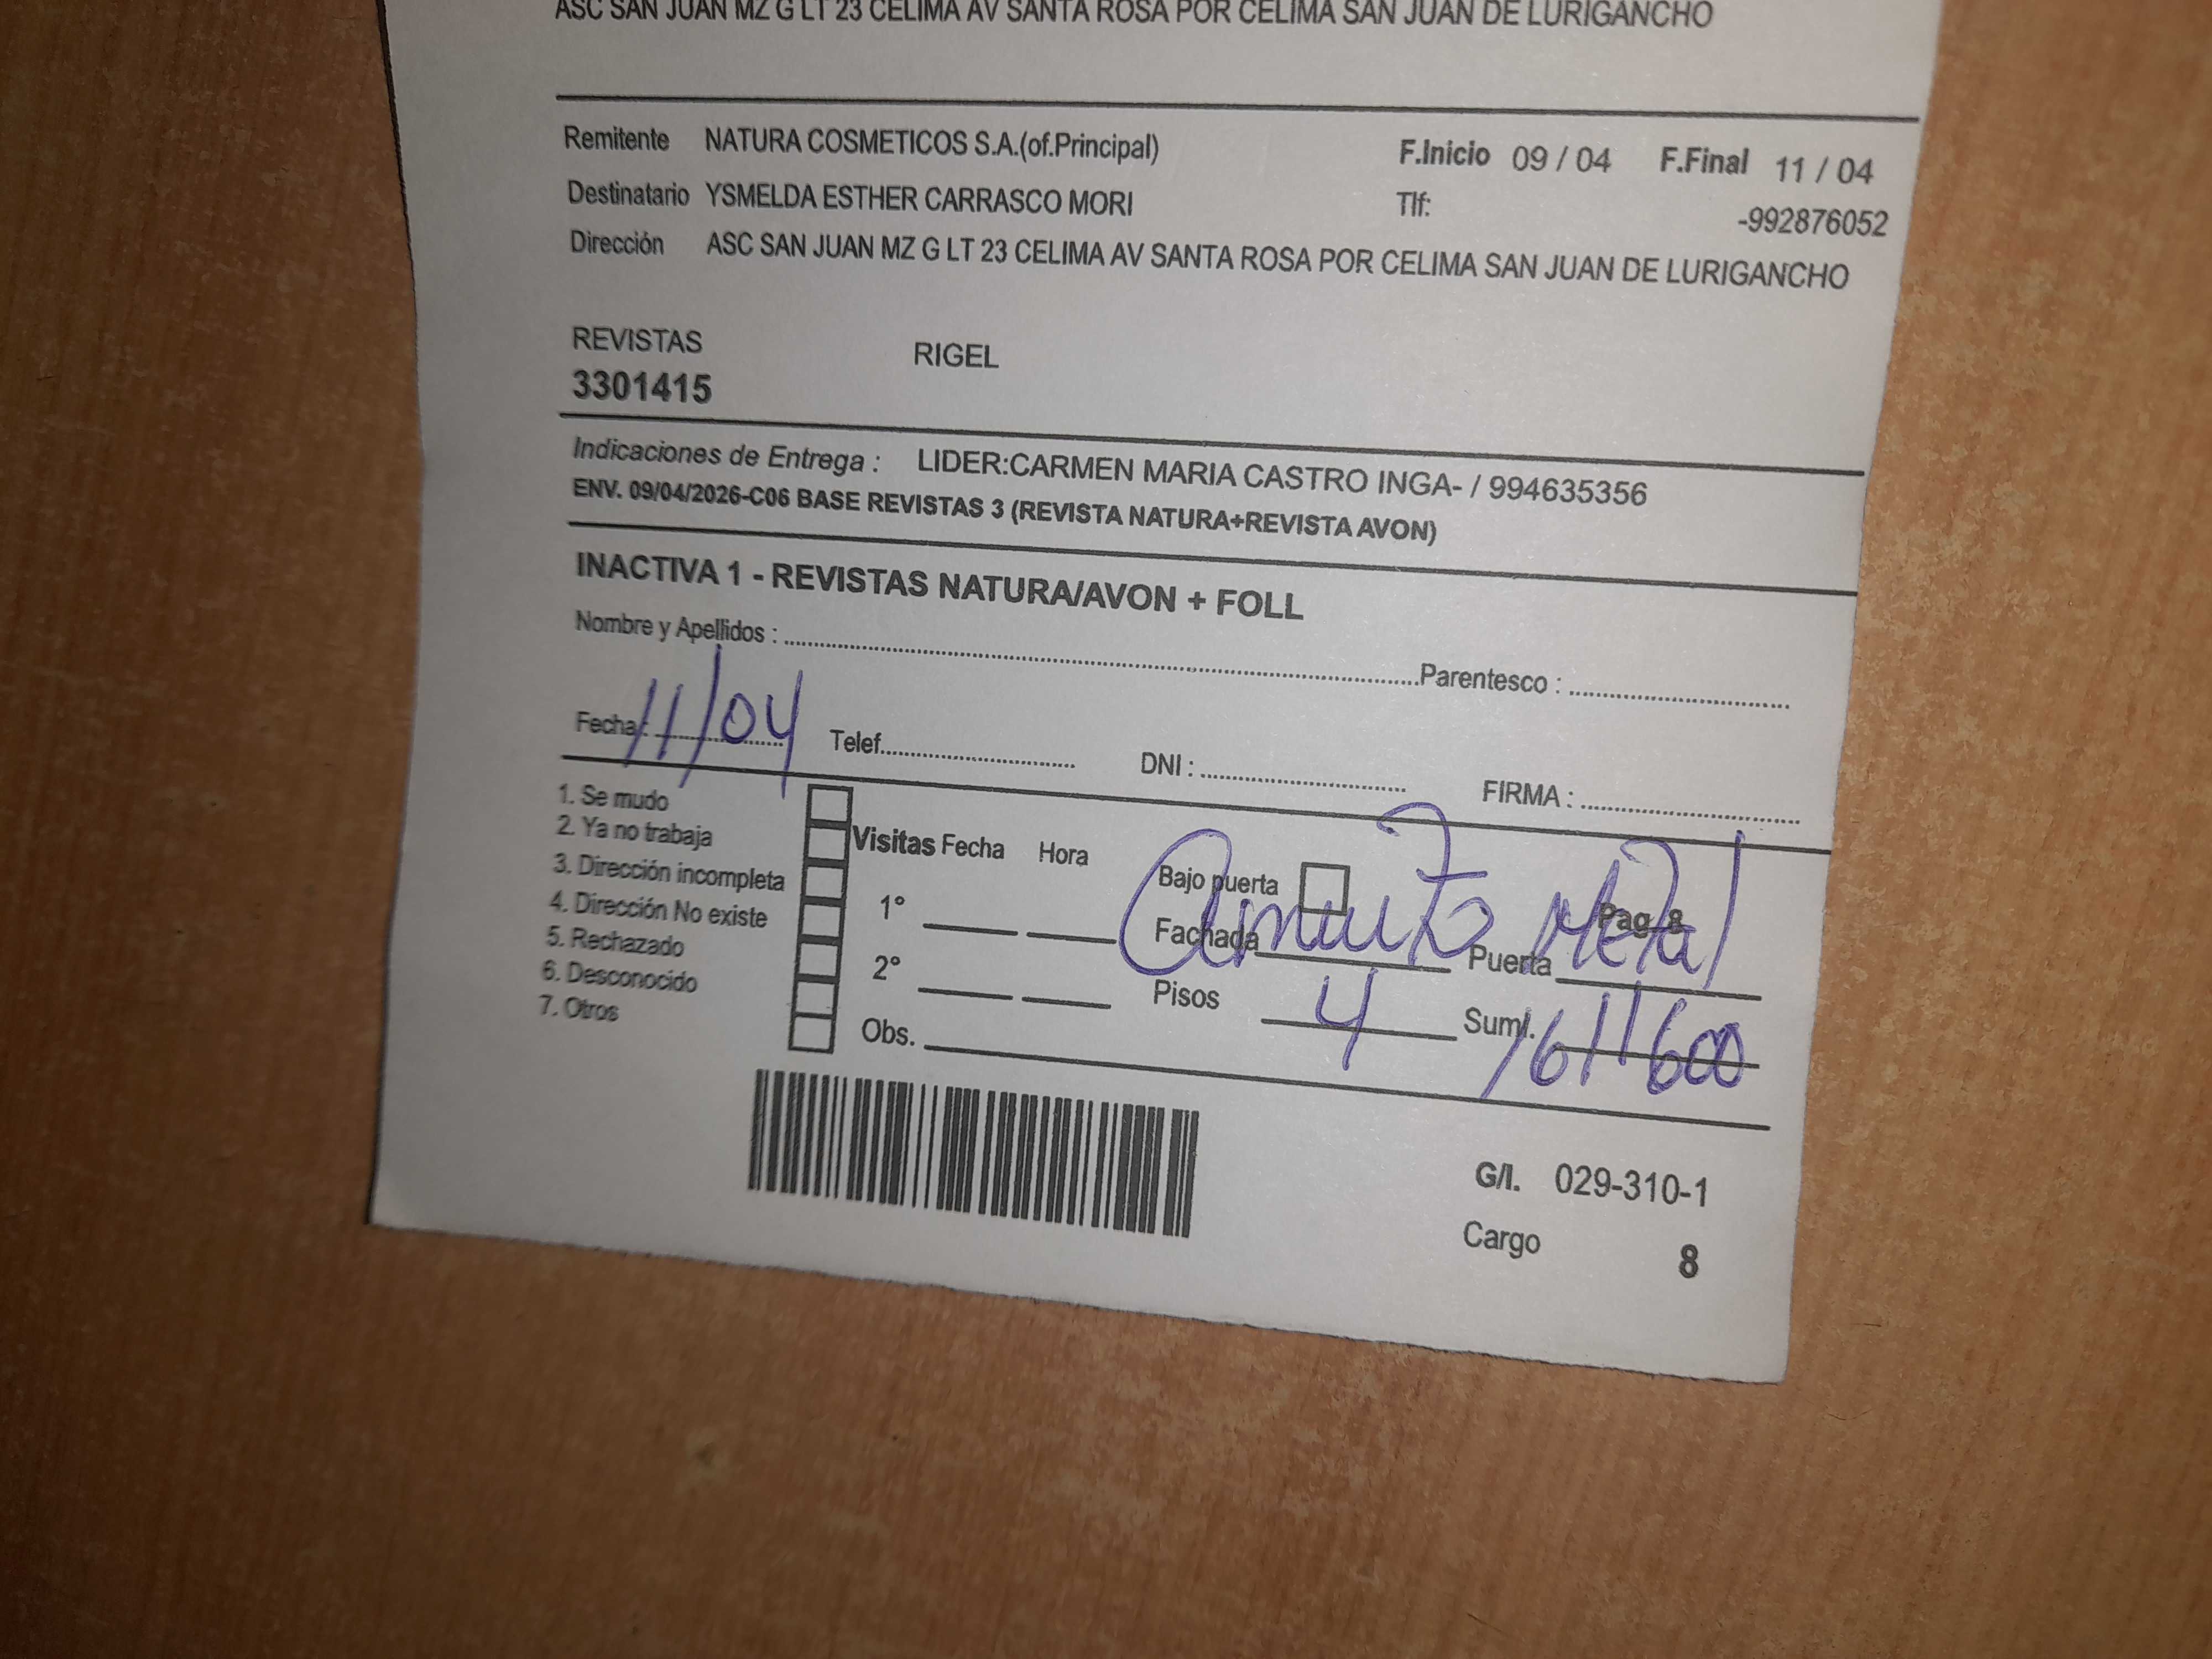 ASC SAN JUAN MZ G LT 23 CELIMA AV SANTA ROSA POR CELIMA SAN JUAN DE LURIGANCHO
Remitente NATURA COSMETICOS S.A.(of.Principal) F.Inicio 09 / 04 F.Final 11 / 04
Destinatario YSMELDA ESTHER CARRASCO MORI Tlf: -992876052
Dirección ASC SAN JUAN MZ G LT 23 CELIMA AV SANTA ROSA POR CELIMA SAN JUAN DE LURIGANCHO
REVISTAS RIGEL
3301415
Indicaciones de Entrega : LIDER:CARMEN MARIA CASTRO INGA- / 994635356
ENV. 09/04/2026-C06 BASE REVISTAS 3 (REVISTA NATURA+REVISTA AVON)
INACTIVA 1 - REVISTAS NATURA/AVON + FOLL
Nombre y Apellidos : Parentesco :
Fecha: 11/04 Telef. DNI : FIRMA :
1. Se mudo
2. Ya no trabaja
3. Dirección incompleta
4. Dirección No existe
5. Rechazado
6. Desconocido
7. Otros
Visitas Fecha Hora
1°
2°
Obs.
Bajo puerta Pag. 8
Fachada Puerta Metal
Pisos 4 Sumi. 1611600
G/I. 029-310-1
Cargo 8